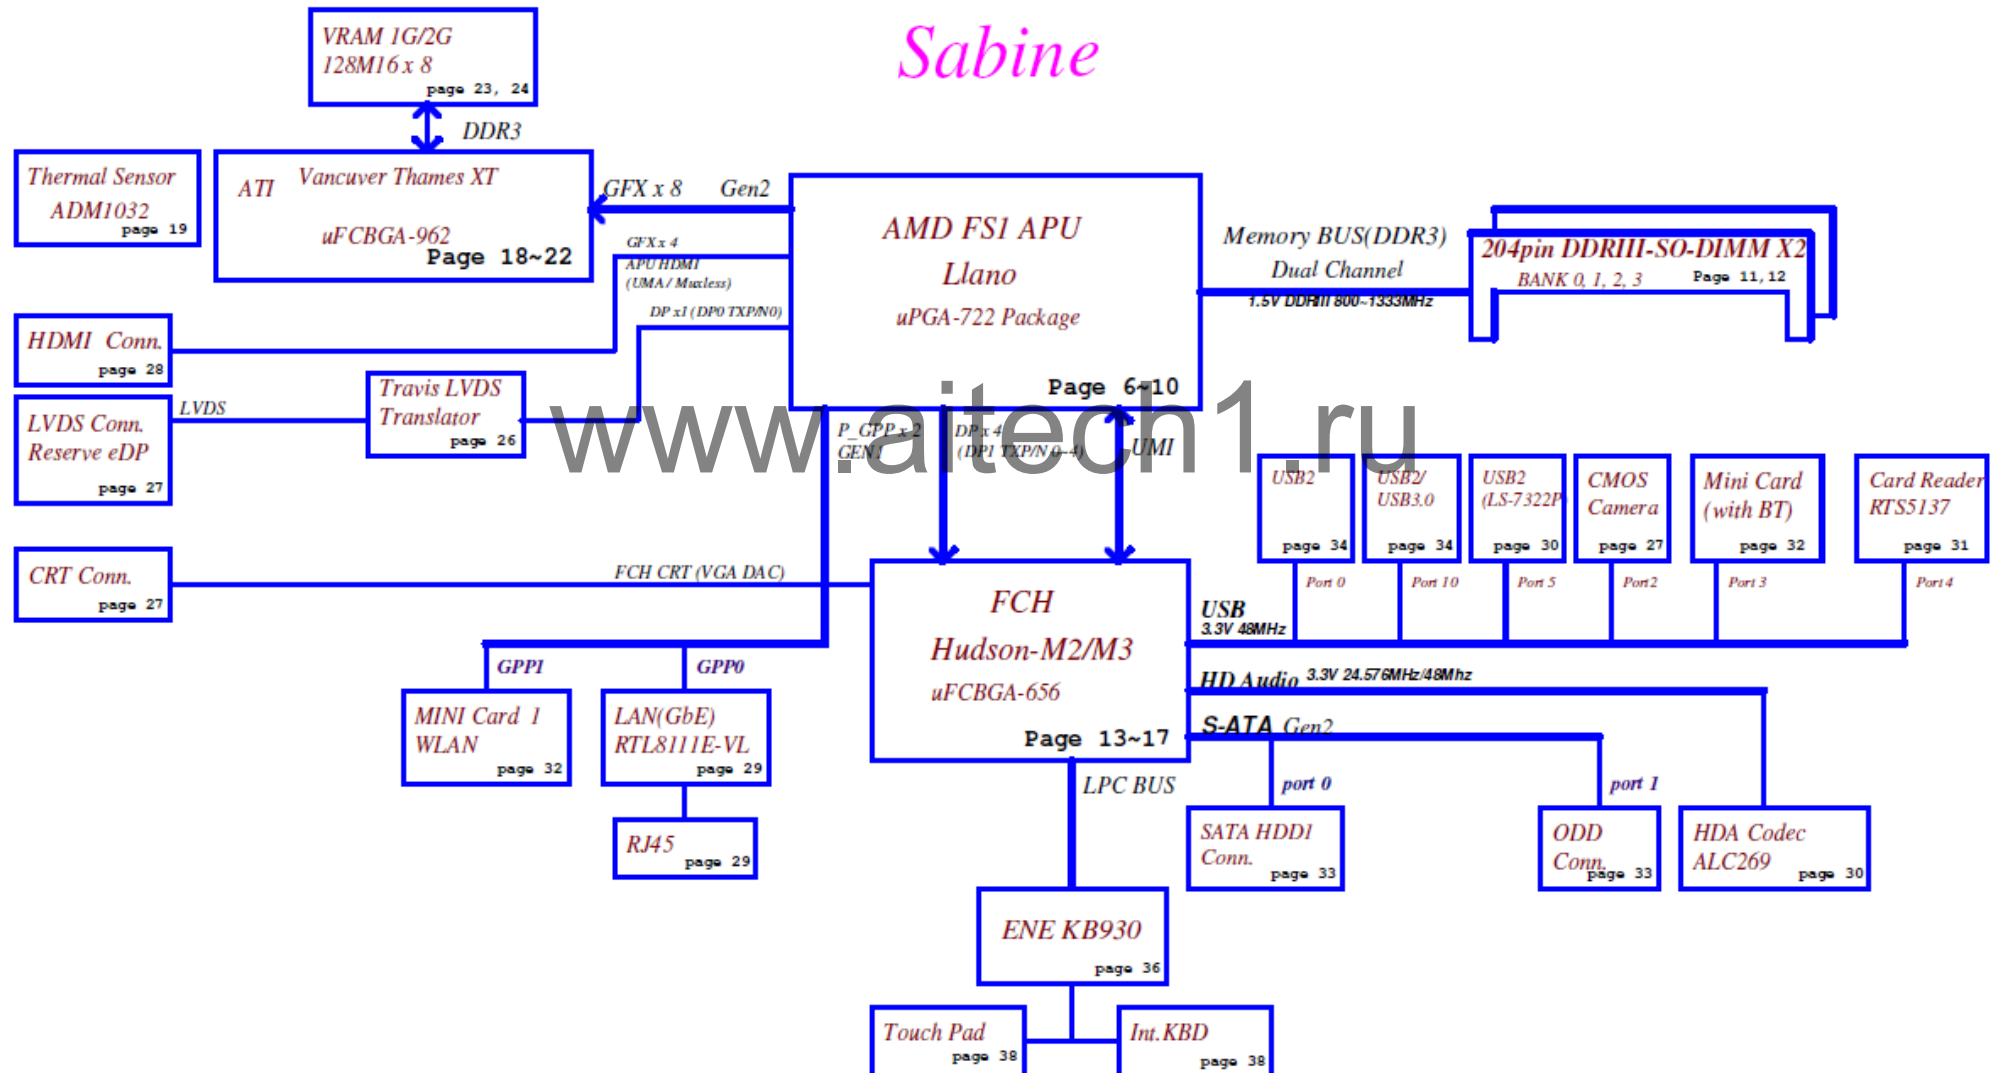 Sabine
VRAM 1G/2G
128M16 x 8
page 23, 24
DDR3
Thermal Sensor
ADM1032
page 19
ATI
Vancuver Thames XT
uFCBGA-962
Page 18~22
GFX x 8
Gen2
GFX x 4
APU HDMI
(UMA / Muxless)
DP x1 (DP0 TXP/N0)
AMD FS1 APU
Llano
uPGA-722 Package
Page 6~10
Memory BUS(DDR3)
Dual Channel
1.5V DDRIII 800~1333MHz
204pin DDRIII-SO-DIMM X2
BANK 0, 1, 2, 3
Page 11,12
HDMI Conn.
page 28
LVDS Conn.
Reserve eDP
page 27
LVDS
Travis LVDS
Translator
page 26
www.aitech1.ru
P_GPP x 2
GEN1
DP x 4
(DP1 TXP/N 0~4)
UMI
USB2
page 34
Port 0
USB2/
USB3.0
page 34
Port 10
USB2
(LS-7322P
page 30
Port 5
CMOS
Camera
page 27
Port2
Mini Card
(with BT)
page 32
Port 3
Card Reader
RTS5137
page 31
Port4
CRT Conn.
page 27
FCH CRT (VGA DAC)
FCH
Hudson-M2/M3
uFCBGA-656
Page 13~17
USB
3.3V 48MHz
HD Audio
3.3V 24.576MHz/48Mhz
S-ATA
Gen2
GPP1
GPP0
MINI Card 1
WLAN
page 32
LAN(GbE)
RTL8111E-VL
page 29
RJ45
page 29
LPC BUS
port 0
port 1
SATA HDD1
Conn.
page 33
ODD
Conn.
page 33
HDA Codec
ALC269
page 30
ENE KB930
page 36
Touch Pad
page 38
Int.KBD
page 38